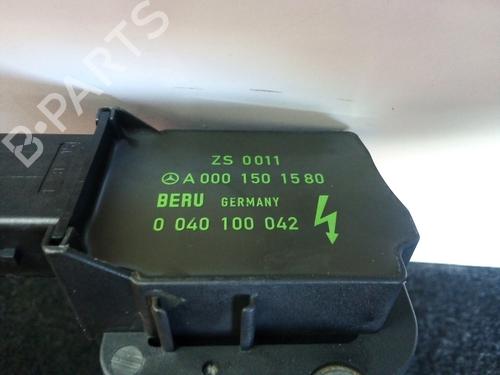 B-PARTS
ZS 0011
A 000 150 15 80
BERU GERMANY
0 040 100 042